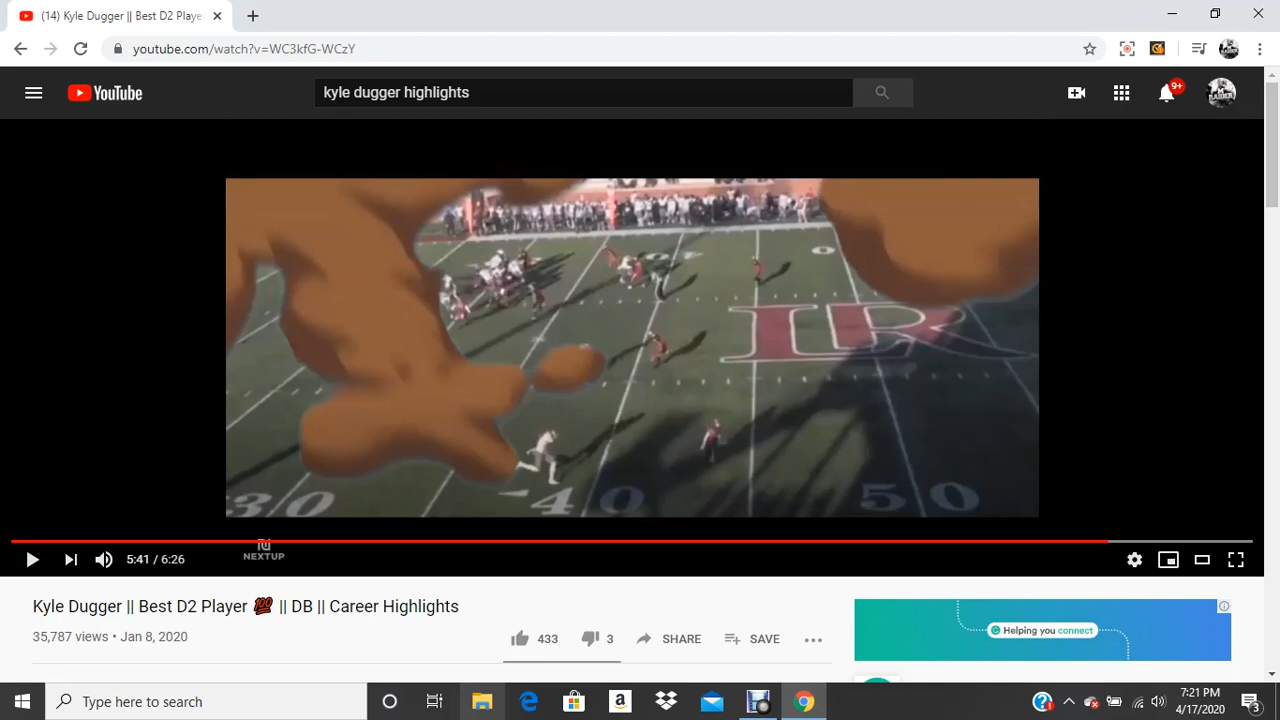 (14) Kyle Dugger || Best D2 Playe
youtube.com/watch?v=WC3kfG-WCzY
YouTube
kyle dugger highlights
9+
40
LR
30
40
50
5:41 / 6:26
NEXTUP
Kyle Dugger || Best D2 Player 💯 || DB || Career Highlights
35,787 views • Jan 8, 2020
433
3
SHARE
SAVE
Helping you connect
Type here to search
7:21 PM
4/17/2020
3